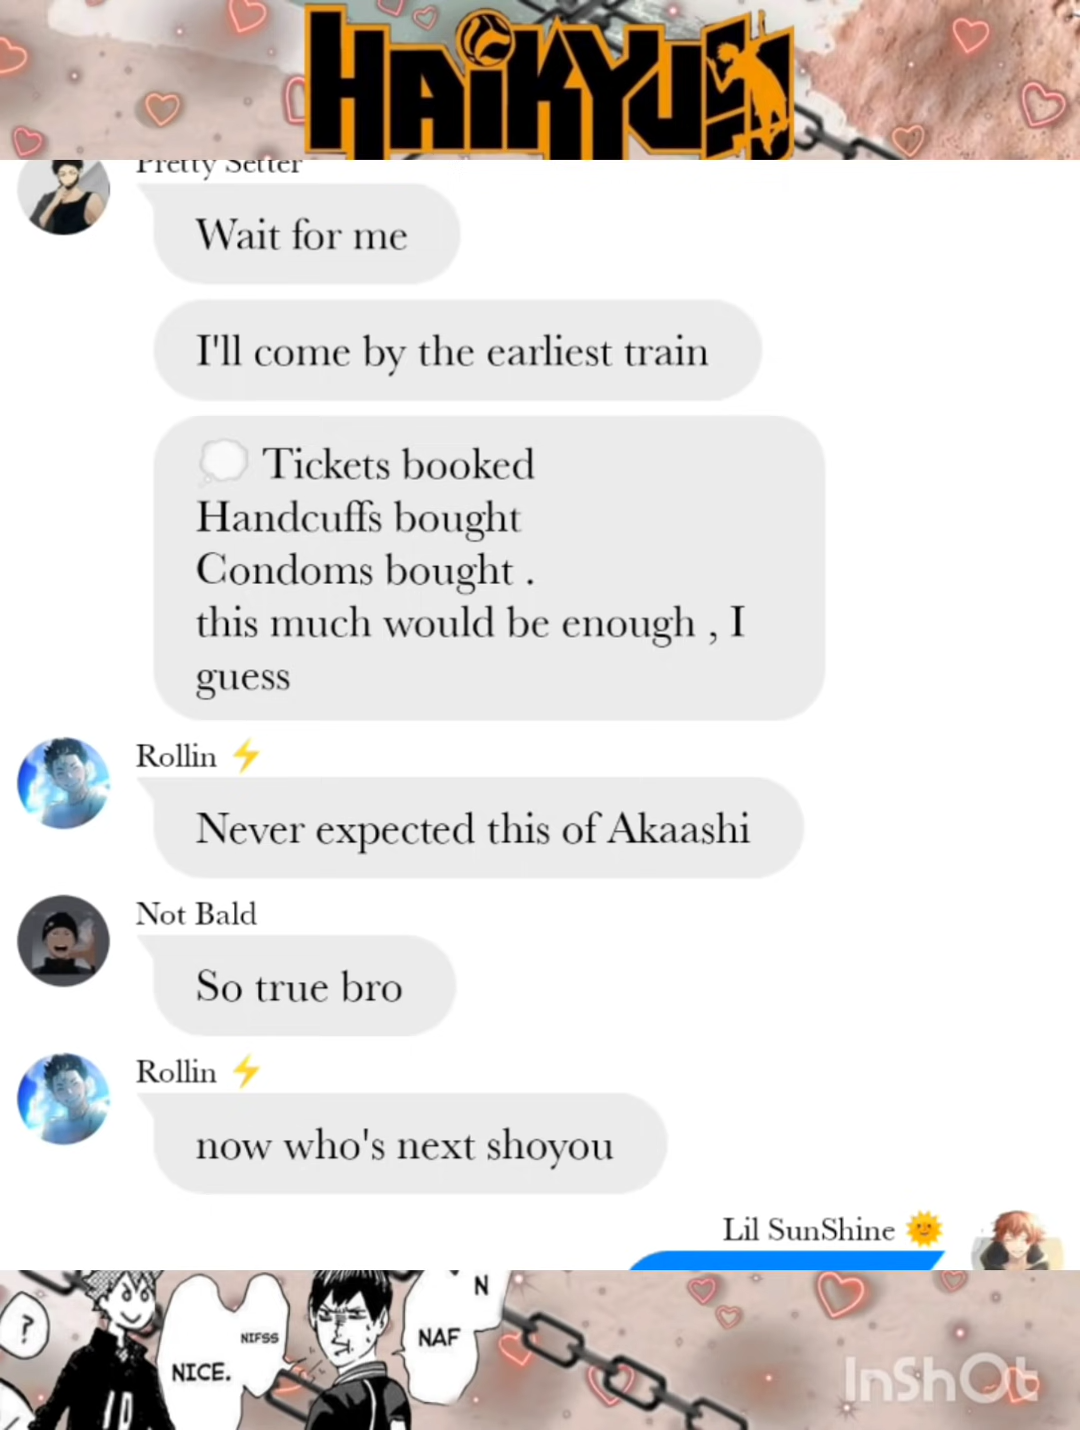 HAIKYU!!
Pretty Setter
Wait for me
I'll come by the earliest train
💭 Tickets booked
Handcuffs bought
Condoms bought .
this much would be enough , I
guess
Rollin ⚡
Never expected this of Akaashi
Not Bald
So true bro
Rollin ⚡
now who's next shoyou
Lil SunShine 🌞
?
NIFSS
NICE.
N
NAF
InShOt